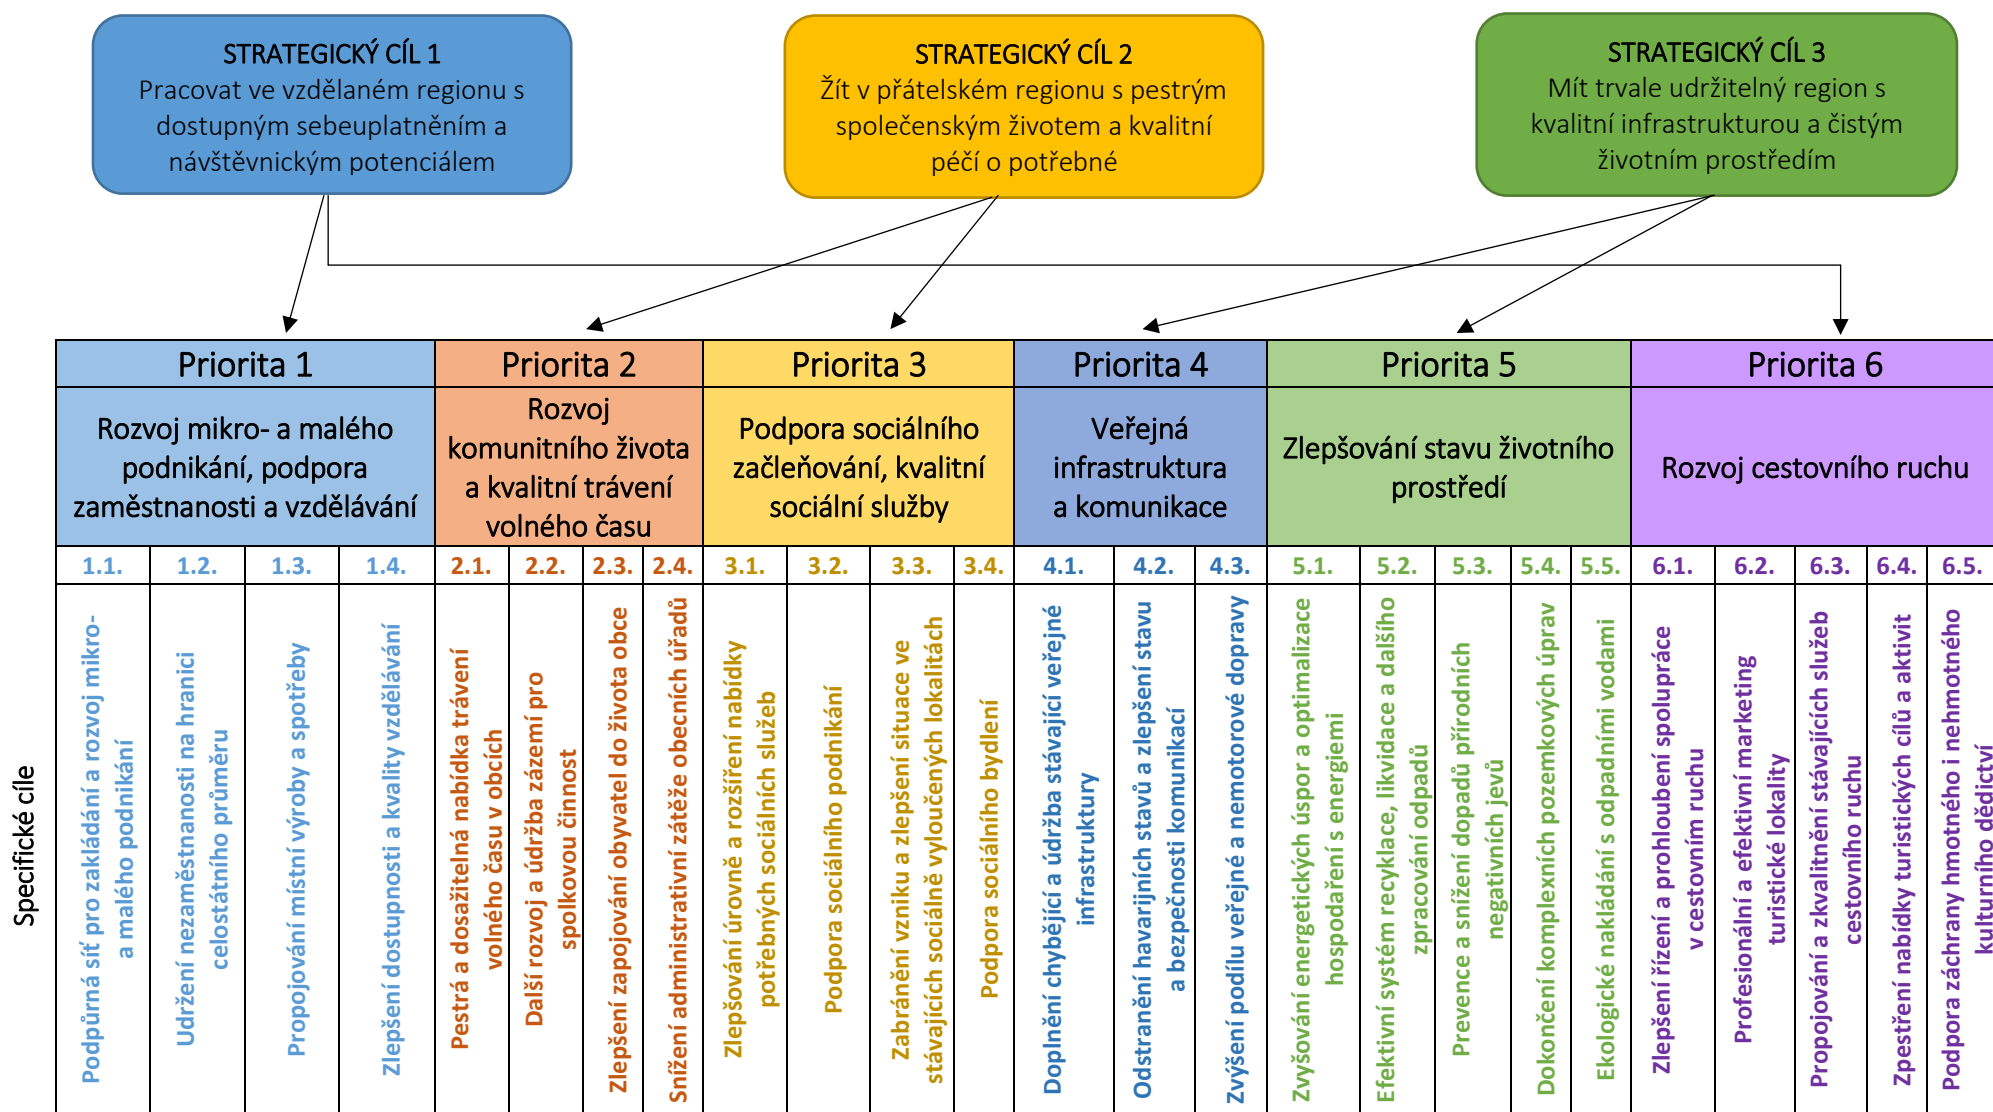 STRATEGICKÝ CÍL 1
Pracovat ve vzdělaném regionu s
dostupným sebeuplatněním a
návštěvnickým potenciálem
STRATEGICKÝ CÍL 2
Žít v přátelském regionu s pestrým
společenským životem a kvalitní
péčí o potřebné
STRATEGICKÝ CÍL 3
Mít trvale udržitelný region s
kvalitní infrastrukturou a čistým
životním prostředím
Priorita 1
Priorita 2
Priorita 3
Priorita 4
Priorita 5
Priorita 6
Rozvoj mikro- a malého
podnikání, podpora
zaměstnanosti a vzdělávání
Rozvoj
komunitního života
a kvalitní trávení
volného času
Podpora sociálního
začleňování, kvalitní
sociální služby
Veřejná
infrastruktura
a komunikace
Zlepšování stavu životního
prostředí
Rozvoj cestovního ruchu
1.1.
1.2.
1.3.
1.4.
2.1.
2.2.
2.3.
2.4.
3.1.
3.2.
3.3.
3.4.
4.1.
4.2.
4.3.
5.1.
5.2.
5.3.
5.4.
5.5.
6.1.
6.2.
6.3.
6.4.
6.5.
Specifické cíle
Podpůrná síť pro zakládání a rozvoj mikro-
a malého podnikání
Udržení nezaměstnanosti na hranici
celostátního průměru
Propojování místní výroby a spotřeby
Zlepšení dostupnosti a kvality vzdělávání
Pestrá a dosažitelná nabídka trávení
volného času v obcích
Další rozvoj a údržba zázemí pro
spolkovou činnost
Zlepšení zapojování obyvatel do života obce
Snížení administrativní zátěže obecních úřadů
Zlepšování úrovně a rozšíření nabídky
potřebných sociálních služeb
Podpora sociálního podnikání
Zabránění vzniku a zlepšení situace ve
stávajících sociálně vyloučených lokalitách
Podpora sociálního bydlení
Doplnění chybějící a údržba stávající veřejné
infrastruktury
Odstranění havarijních stavů a zlepšení stavu
a bezpečnosti komunikací
Zvýšení podílu veřejné a nemotorové dopravy
Zvyšování energetických úspor a optimalizace
hospodaření s energiemi
Efektivní systém recyklace, likvidace a dalšího
zpracování odpadů
Prevence a snížení dopadů přírodních
negativních jevů
Dokončení komplexních pozemkových úprav
Ekologické nakládání s odpadními vodami
Zlepšení řízení a prohloubení spolupráce
v cestovním ruchu
Profesionální a efektivní marketing
turistické lokality
Propojování a zkvalitnění stávajících služeb
cestovního ruchu
Zpestření nabídky turistických cílů a aktivit
Podpora záchrany hmotného i nehmotného
kulturního dědictví